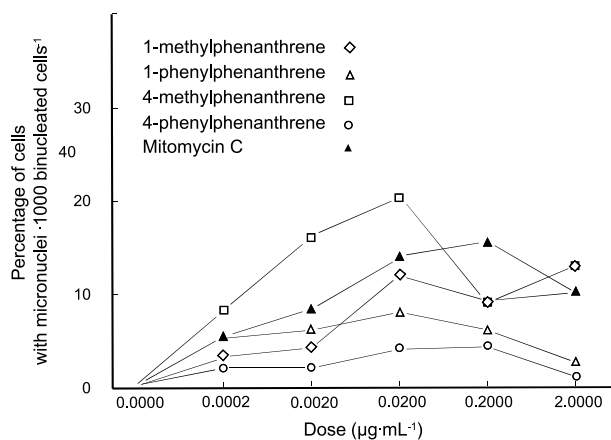 Percentage of cells
with micronuclei ·1000 binucleated cells-1
1-methylphenanthrene
1-phenylphenanthrene
4-methylphenanthrene
4-phenylphenanthrene
Mitomycin C
30
40
20
10
0
0.0000
0.0002
0.0020
0.0200
0.2000
2.0000
Dose (µg·mL-1)